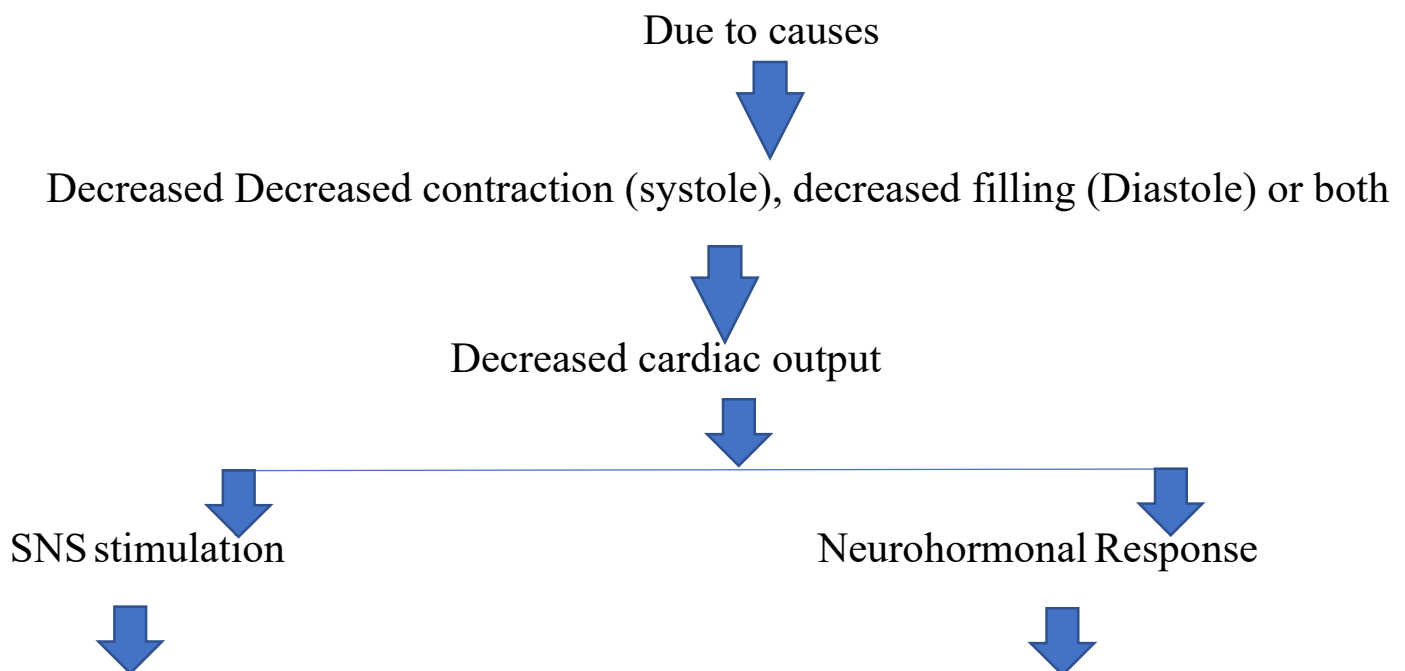 Due to causes
Decreased Decreased contraction (systole), decreased filling (Diastole) or both
Decreased cardiac output
SNS stimulation
Neurohormonal Response